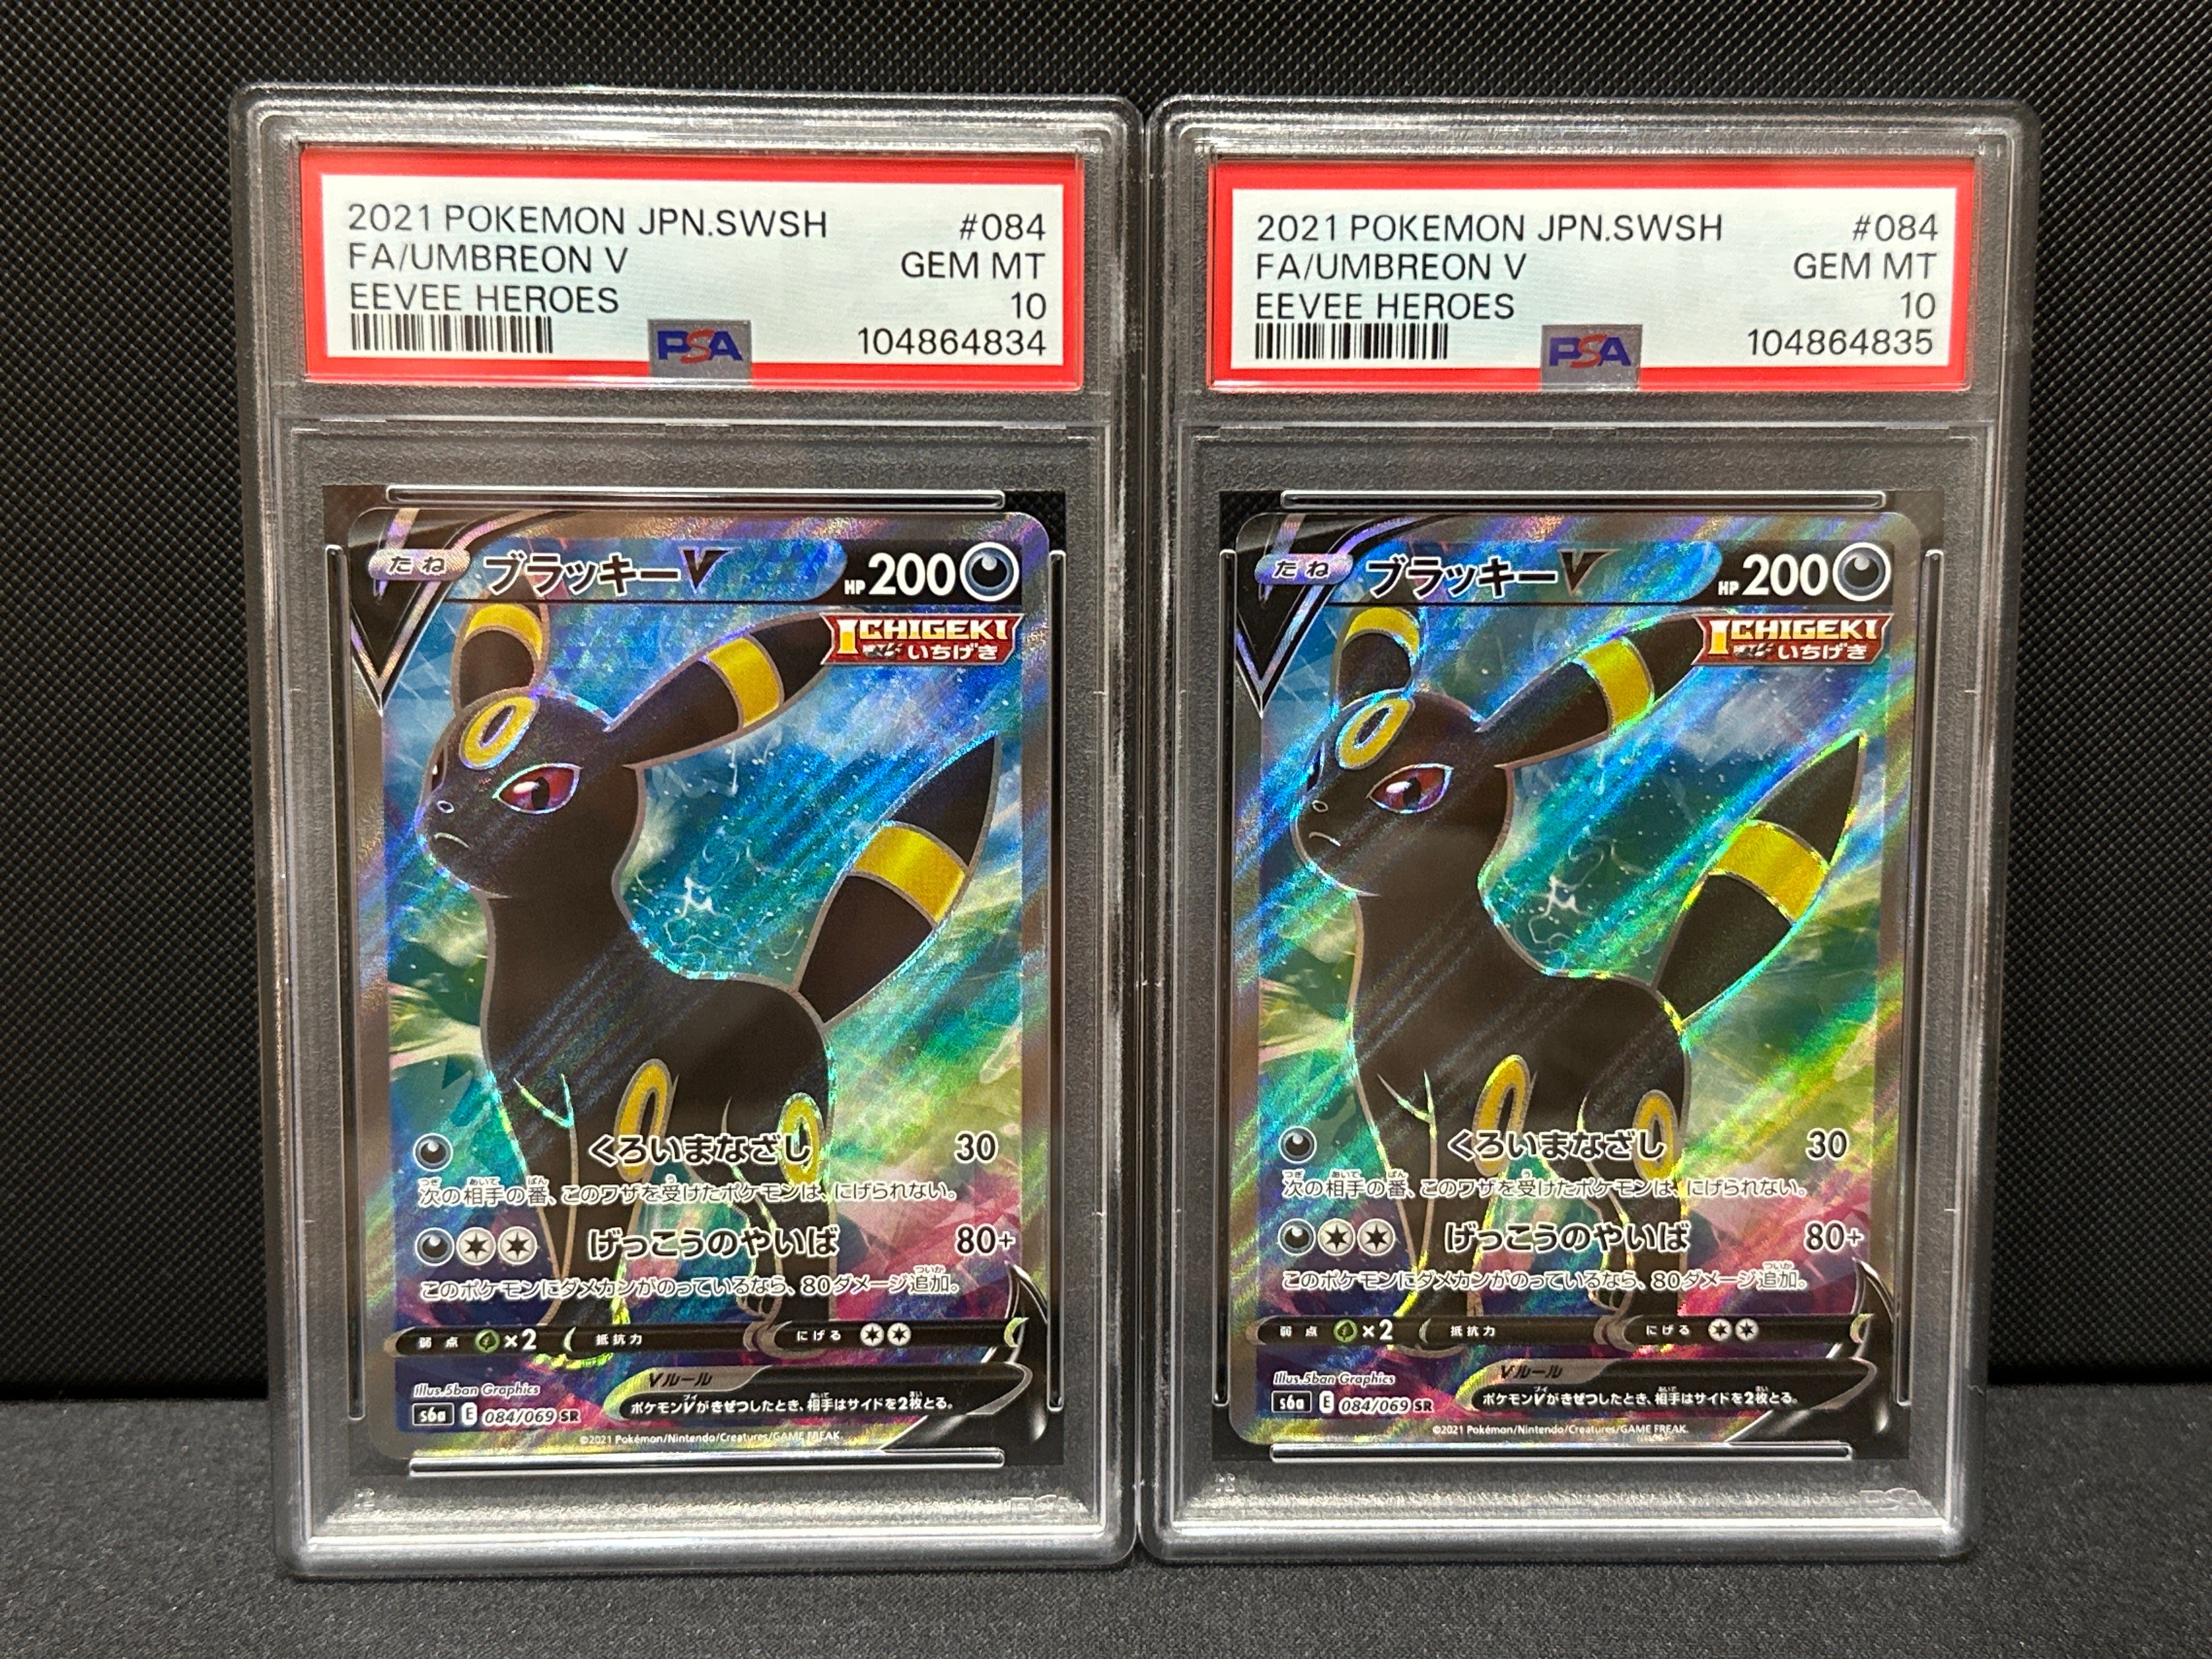 2021 POKEMON JPN.SWSH #084
FA/UMBREON V GEM MT
EEVEE HEROES 10
PSA 104864834
たね ブラッキーV HP 200
ICHIGEKI
いちげき
くろいまなざし 30
次の相手の番、このワザを受けたポケモンは、にげられない。
げっこうのやいば 80+
このポケモンにダメカンがのっているなら、80ダメージ追加。
弱点 ×2 抵抗力 にげる
Vルール
Illus. 5ban Graphics
ポケモンVがきぜつしたとき、相手はサイドを2枚とる。
s6a E 084/069 SR
©2021 Pokémon/Nintendo/Creatures/GAME FREAK.
2021 POKEMON JPN.SWSH #084
FA/UMBREON V GEM MT
EEVEE HEROES 10
PSA 104864835
たね ブラッキーV HP 200
ICHIGEKI
いちげき
くろいまなざし 30
次の相手の番、このワザを受けたポケモンは、にげられない。
げっこうのやいば 80+
このポケモンにダメカンがのっているなら、80ダメージ追加。
弱点 ×2 抵抗力 にげる
Vルール
Illus. 5ban Graphics
ポケモンVがきぜつしたとき、相手はサイドを2枚とる。
s6a E 084/069 SR
©2021 Pokémon/Nintendo/Creatures/GAME FREAK.